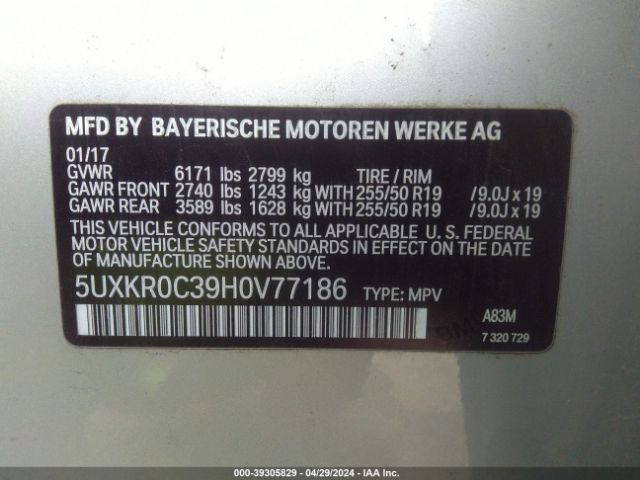 MFD BY BAYERISCHE MOTOREN WERKE AG
01/17
GVWR 6171 lbs 2799 kg TIRE / RIM
GAWR FRONT 2740 lbs 1243 kg WITH 255/50 R19 /9.0J x 19
GAWR REAR 3589 lbs 1628 kg WITH 255/50 R19 /9.0J x 19
THIS VEHICLE CONFORMS TO ALL APPLICABLE U. S. FEDERAL
MOTOR VEHICLE SAFETY STANDARDS IN EFFECT ON THE DATE
OF MANUFACTURE SHOWN ABOVE.
5UXKR0C39H0V77186 TYPE: MPV
A83M
7 320 729
000-39305829 - 04/29/2024 - IAA Inc.